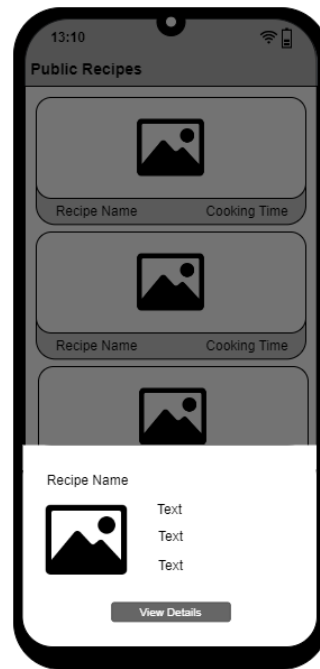 13:10
Public Recipes
Recipe Name Cooking Time
Recipe Name Cooking Time
Recipe Name
Text
Text
Text
View Details